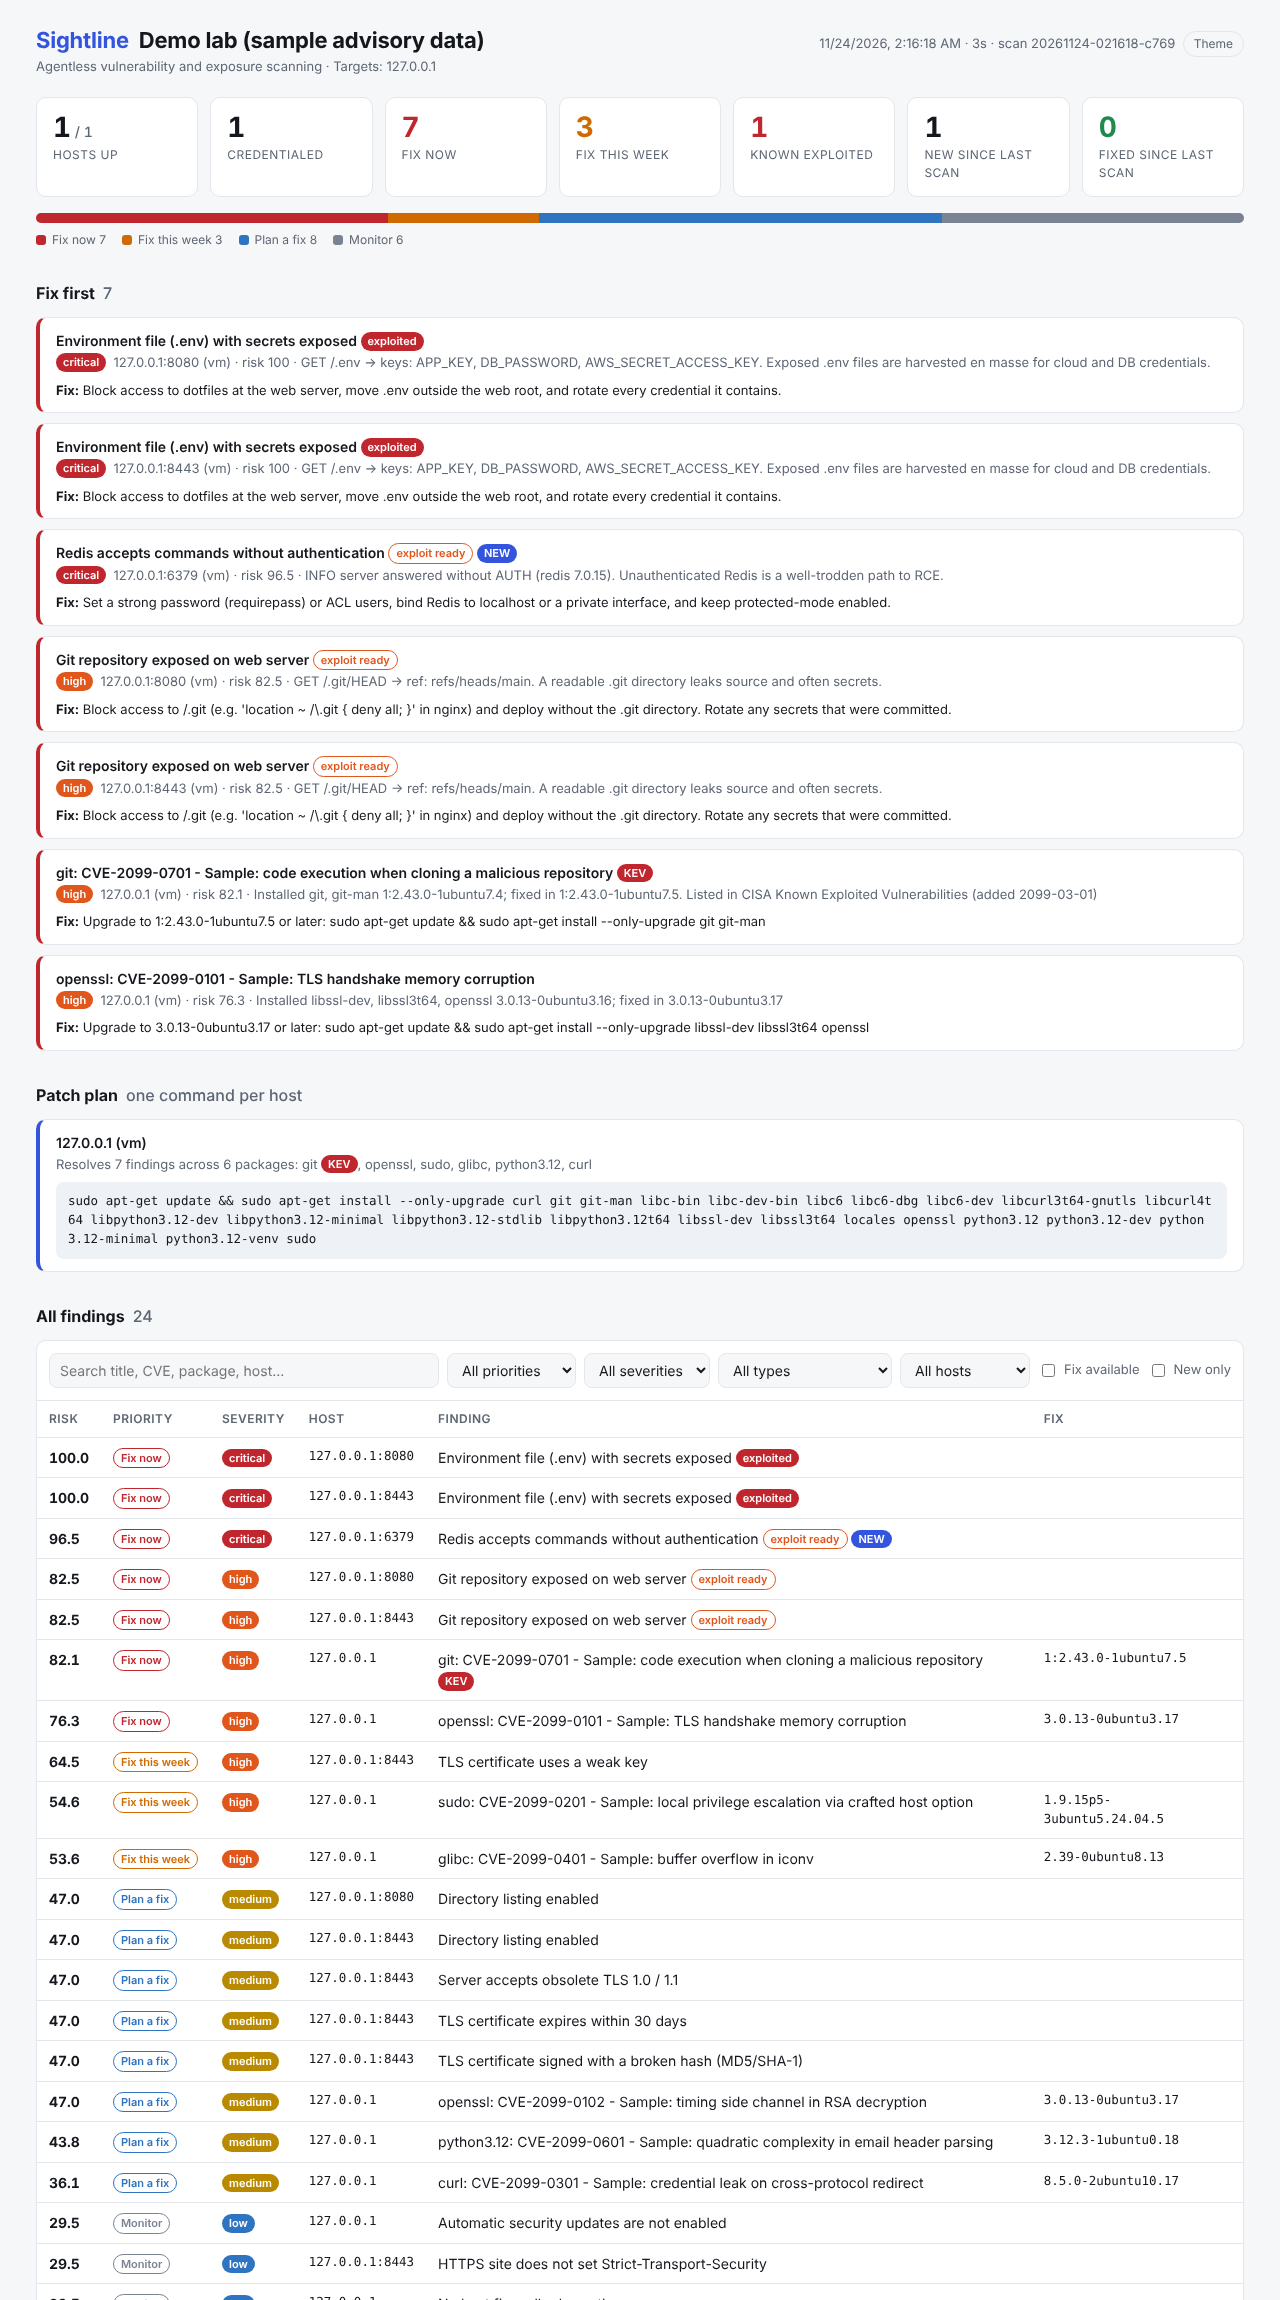 Sightline Demo lab (sample advisory data)
11/24/2026, 2:16:18 AM · 3s · scan 20261124-021618-c769 Theme
Agentless vulnerability and exposure scanning · Targets: 127.0.0.1
1 / 1
HOSTS UP
1
CREDENTIALED
7
FIX NOW
3
FIX THIS WEEK
1
KNOWN EXPLOITED
1
NEW SINCE LAST
SCAN
0
FIXED SINCE LAST
SCAN
Fix now 7 Fix this week 3 Plan a fix 8 Monitor 6
Fix first 7
Environment file (.env) with secrets exposed exploited
critical 127.0.0.1:8080 (vm) · risk 100 · GET /.env → keys: APP_KEY, DB_PASSWORD, AWS_SECRET_ACCESS_KEY. Exposed .env files are harvested en masse for cloud and DB credentials.
Fix: Block access to dotfiles at the web server, move .env outside the web root, and rotate every credential it contains.
Environment file (.env) with secrets exposed exploited
critical 127.0.0.1:8443 (vm) · risk 100 · GET /.env → keys: APP_KEY, DB_PASSWORD, AWS_SECRET_ACCESS_KEY. Exposed .env files are harvested en masse for cloud and DB credentials.
Fix: Block access to dotfiles at the web server, move .env outside the web root, and rotate every credential it contains.
Redis accepts commands without authentication exploit ready NEW
critical 127.0.0.1:6379 (vm) · risk 96.5 · INFO server answered without AUTH (redis 7.0.15). Unauthenticated Redis is a well-trodden path to RCE.
Fix: Set a strong password (requirepass) or ACL users, bind Redis to localhost or a private interface, and keep protected-mode enabled.
Git repository exposed on web server exploit ready
high 127.0.0.1:8080 (vm) · risk 82.5 · GET /.git/HEAD → ref: refs/heads/main. A readable .git directory leaks source and often secrets.
Fix: Block access to /.git (e.g. 'location ~ /\.git { deny all; }' in nginx) and deploy without the .git directory. Rotate any secrets that were committed.
Git repository exposed on web server exploit ready
high 127.0.0.1:8443 (vm) · risk 82.5 · GET /.git/HEAD → ref: refs/heads/main. A readable .git directory leaks source and often secrets.
Fix: Block access to /.git (e.g. 'location ~ /\.git { deny all; }' in nginx) and deploy without the .git directory. Rotate any secrets that were committed.
git: CVE-2099-0701 - Sample: code execution when cloning a malicious repository KEV
high 127.0.0.1 (vm) · risk 82.1 · Installed git, git-man 1:2.43.0-1ubuntu7.4; fixed in 1:2.43.0-1ubuntu7.5. Listed in CISA Known Exploited Vulnerabilities (added 2099-03-01)
Fix: Upgrade to 1:2.43.0-1ubuntu7.5 or later: sudo apt-get update && sudo apt-get install --only-upgrade git git-man
openssl: CVE-2099-0101 - Sample: TLS handshake memory corruption
high 127.0.0.1 (vm) · risk 76.3 · Installed libssl-dev, libssl3t64, openssl 3.0.13-0ubuntu3.16; fixed in 3.0.13-0ubuntu3.17
Fix: Upgrade to 3.0.13-0ubuntu3.17 or later: sudo apt-get update && sudo apt-get install --only-upgrade libssl-dev libssl3t64 openssl
Patch plan one command per host
127.0.0.1 (vm)
Resolves 7 findings across 6 packages: git KEV, openssl, sudo, glibc, python3.12, curl
sudo apt-get update && sudo apt-get install --only-upgrade curl git git-man libc-bin libc-dev-bin libc6 libc6-dbg libc6-dev libcurl3t64-gnutls libcurl4t
64 libpython3.12-dev libpython3.12-minimal libpython3.12-stdlib libpython3.12t64 libssl-dev libssl3t64 locales openssl python3.12 python3.12-dev python
3.12-minimal python3.12-venv sudo
All findings 24
Search title, CVE, package, host... All priorities All severities All types All hosts Fix available New only
RISK PRIORITY SEVERITY HOST FINDING FIX
100.0 Fix now critical 127.0.0.1:8080 Environment file (.env) with secrets exposed exploited
100.0 Fix now critical 127.0.0.1:8443 Environment file (.env) with secrets exposed exploited
96.5 Fix now critical 127.0.0.1:6379 Redis accepts commands without authentication exploit ready NEW
82.5 Fix now high 127.0.0.1:8080 Git repository exposed on web server exploit ready
82.5 Fix now high 127.0.0.1:8443 Git repository exposed on web server exploit ready
82.1 Fix now high 127.0.0.1 git: CVE-2099-0701 - Sample: code execution when cloning a malicious repository 1:2.43.0-1ubuntu7.5
KEV
76.3 Fix now high 127.0.0.1 openssl: CVE-2099-0101 - Sample: TLS handshake memory corruption 3.0.13-0ubuntu3.17
64.5 Fix this week high 127.0.0.1:8443 TLS certificate uses a weak key
54.6 Fix this week high 127.0.0.1 sudo: CVE-2099-0201 - Sample: local privilege escalation via crafted host option 1.9.15p5-
3ubuntu5.24.04.5
53.6 Fix this week high 127.0.0.1 glibc: CVE-2099-0401 - Sample: buffer overflow in iconv 2.39-0ubuntu8.13
47.0 Plan a fix medium 127.0.0.1:8080 Directory listing enabled
47.0 Plan a fix medium 127.0.0.1:8443 Directory listing enabled
47.0 Plan a fix medium 127.0.0.1:8443 Server accepts obsolete TLS 1.0 / 1.1
47.0 Plan a fix medium 127.0.0.1:8443 TLS certificate expires within 30 days
47.0 Plan a fix medium 127.0.0.1:8443 TLS certificate signed with a broken hash (MD5/SHA-1)
47.0 Plan a fix medium 127.0.0.1 openssl: CVE-2099-0102 - Sample: timing side channel in RSA decryption 3.0.13-0ubuntu3.17
43.8 Plan a fix medium 127.0.0.1 python3.12: CVE-2099-0601 - Sample: quadratic complexity in email header parsing 3.12.3-1ubuntu0.18
36.1 Plan a fix medium 127.0.0.1 curl: CVE-2099-0301 - Sample: credential leak on cross-protocol redirect 8.5.0-2ubuntu10.17
29.5 Monitor low 127.0.0.1 Automatic security updates are not enabled
29.5 Monitor low 127.0.0.1:8443 HTTPS site does not set Strict-Transport-Security